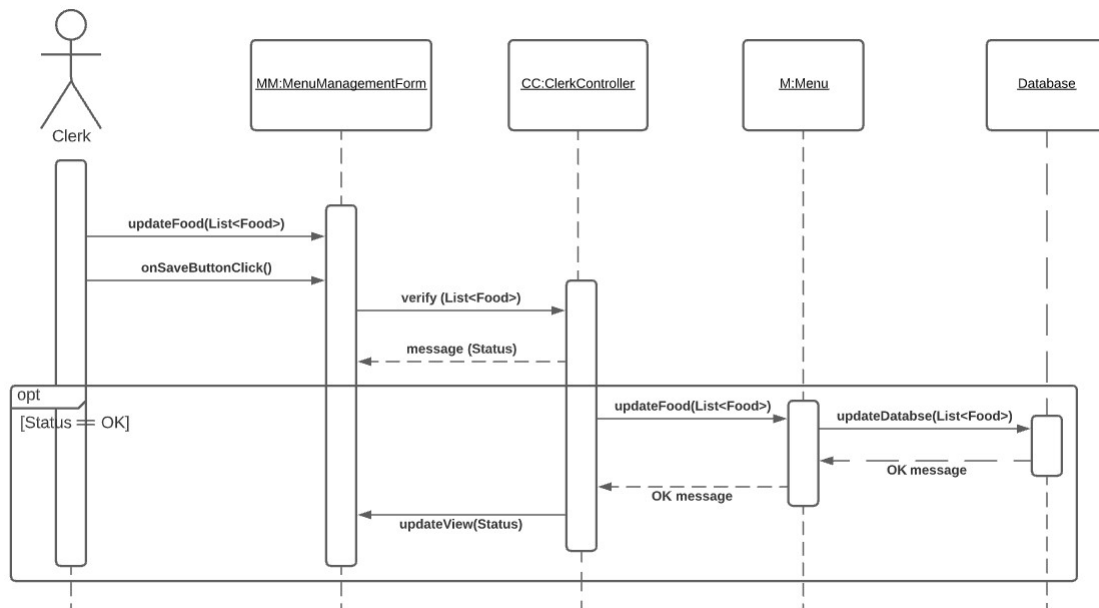 Clerk
MM:MenuManagementForm
CC:ClerkController
M:Menu
Database
updateFood(List<Food>)
onSaveButtonClick()
verify (List<Food>)
message (Status)
opt
[Status == OK]
updateFood(List<Food>)
updateDatabse(List<Food>)
OK message
OK message
updateView(Status)